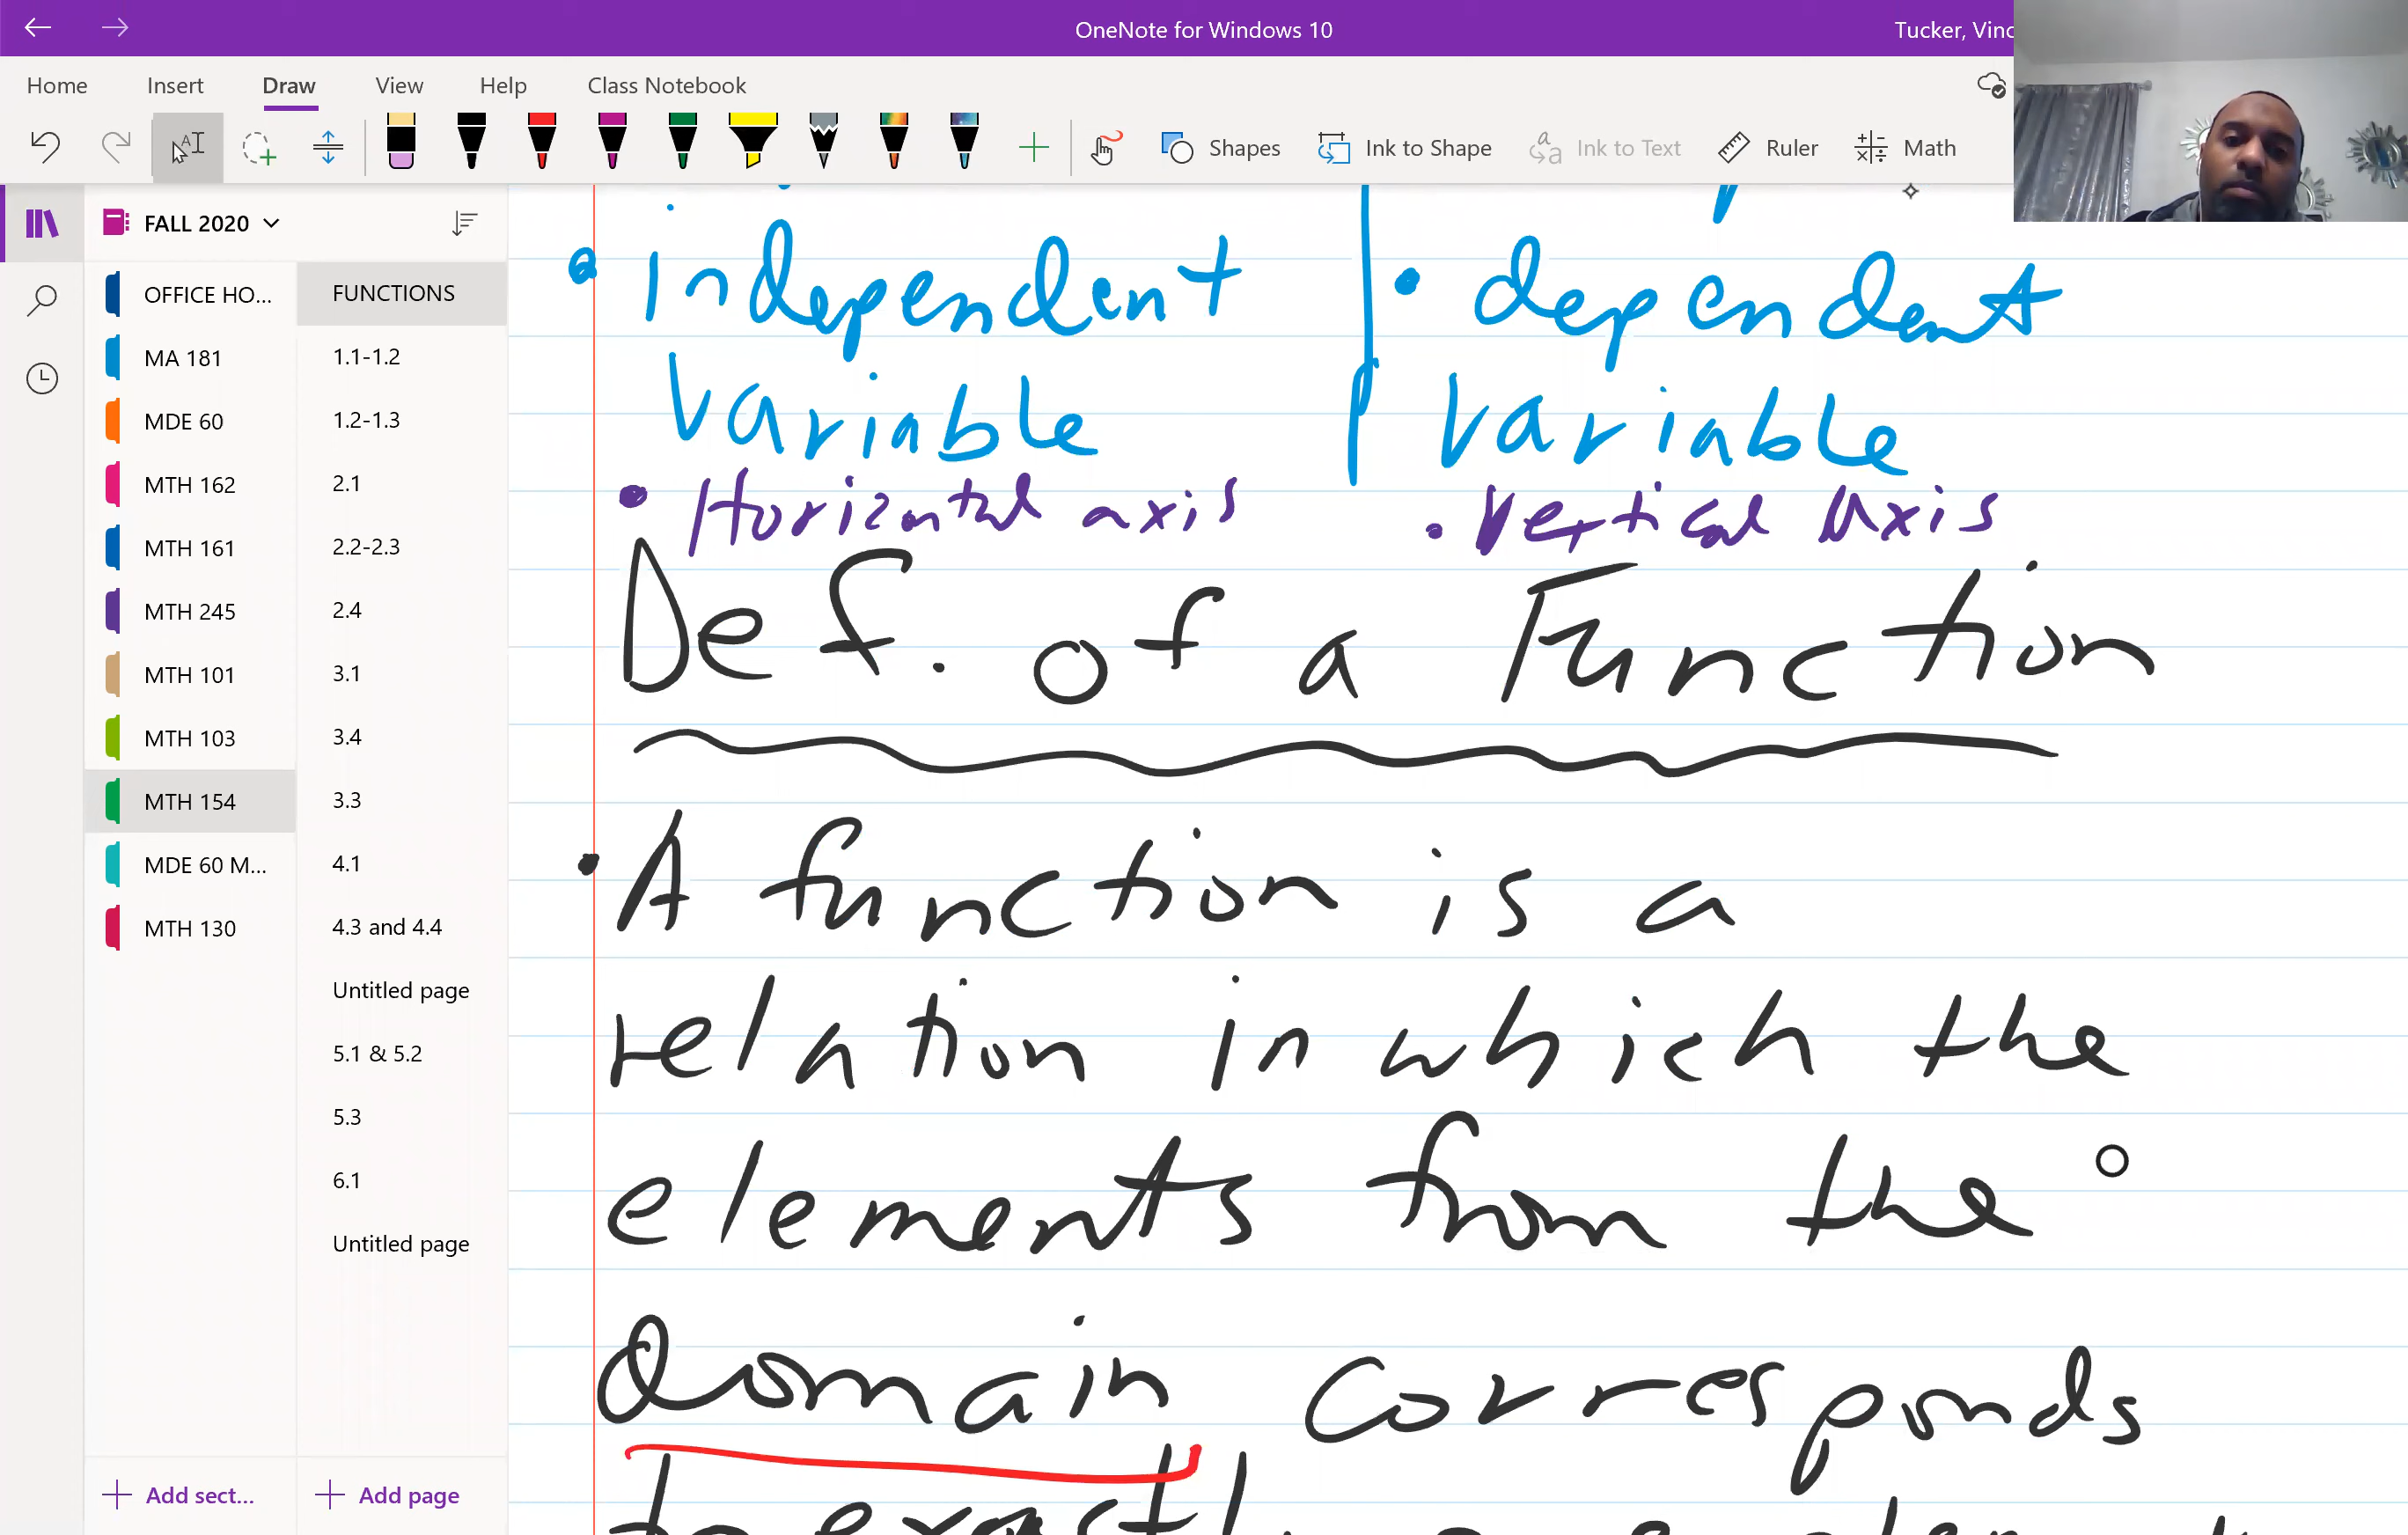 OneNote for Windows 10
Tucker, Vinc
Home Insert Draw View Help Class Notebook
Shapes Ink to Shape Ink to Text Ruler Math
FALL 2020
OFFICE HO...
MA 181
MDE 60
MTH 162
MTH 161
MTH 245
MTH 101
MTH 103
MTH 154
MDE 60 M...
MTH 130
Add sect...
FUNCTIONS
1.1-1.2
1.2-1.3
2.1
2.2-2.3
2.4
3.1
3.4
3.3
4.1
4.3 and 4.4
Untitled page
5.1 & 5.2
5.3
6.1
Untitled page
Add page
• independent
variable
• Horizontal axis
• dependent
variable
• Vertical axis
Def. of a Function
• A function is a
relation in which the
elements from the
domain corresponds
to exactly one